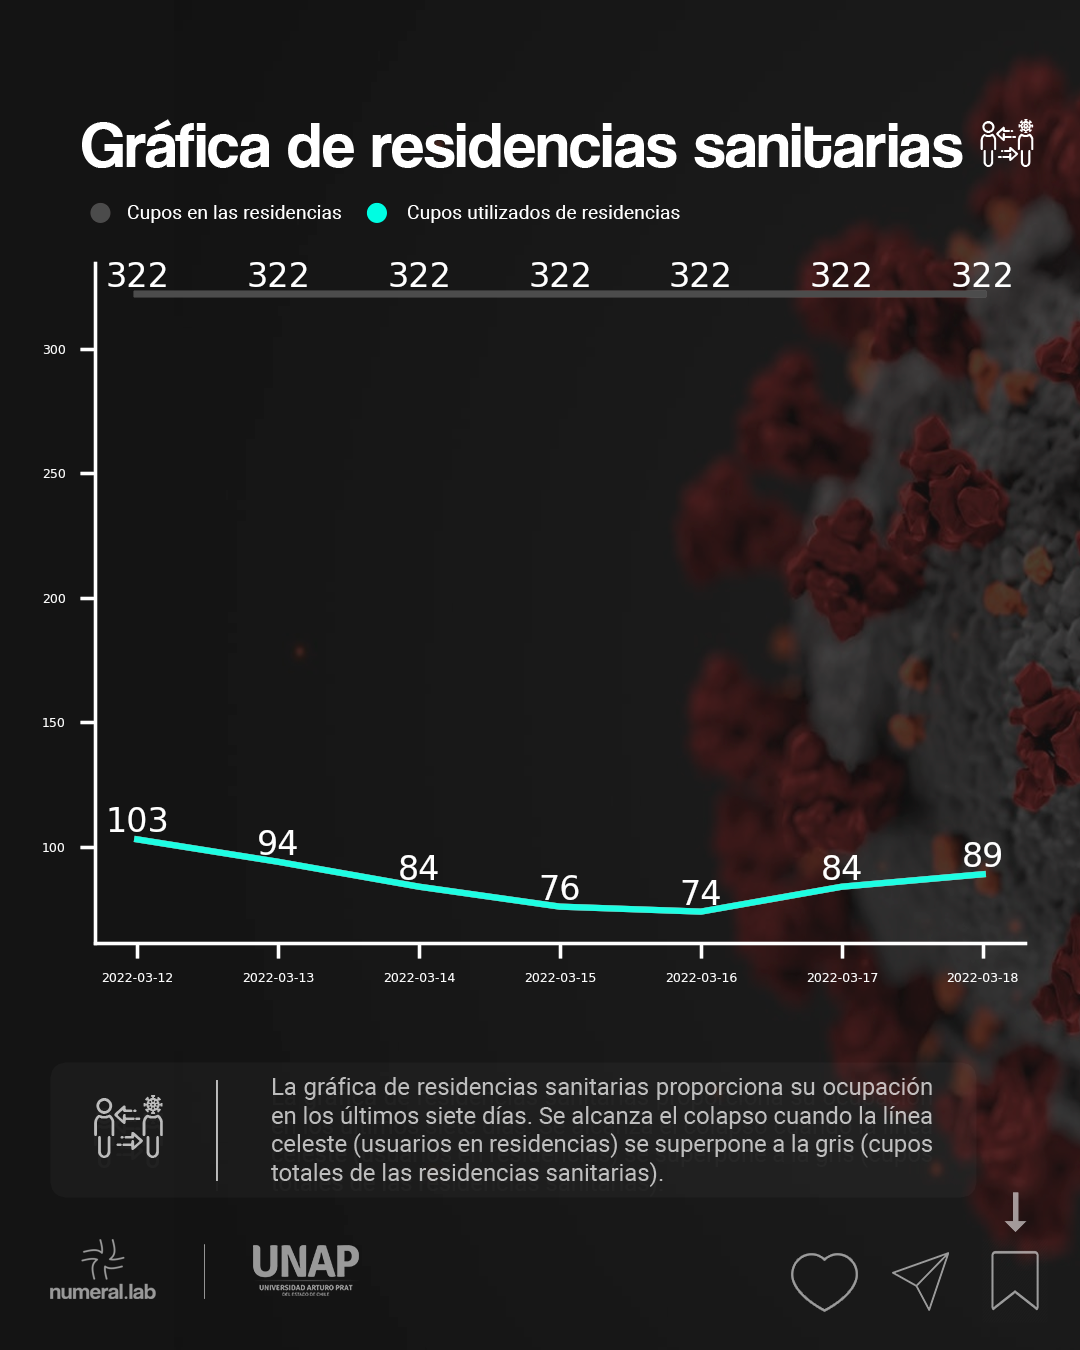 Gráfica de residencias sanitarias
Cupos en las residencias Cupos utilizados de residencias
322 322 322 322 322 322 322
300
250
200
150
100
103 94 84 76 74 84 89
2022-03-12 2022-03-13 2022-03-14 2022-03-15 2022-03-16 2022-03-17 2022-03-18
La gráfica de residencias sanitarias proporciona su ocupación
en los últimos siete días. Se alcanza el colapso cuando la línea
celeste (usuarios en residencias) se superpone a la gris (cupos
totales de las residencias sanitarias).
numeral.lab
UNAP
UNIVERSIDAD ARTURO PRAT
DEL ESTADO DE CHILE